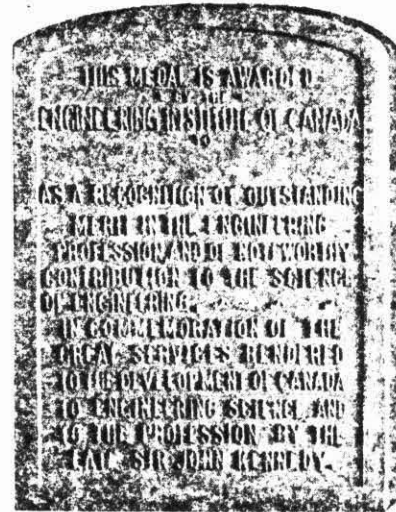 THIS MEDAL IS AWARDED
BY THE
ENGINEERING INSTITUTE OF CANADA
TO
AS A RECOGNITION OF OUTSTANDING
MERIT IN THE ENGINEERING
PROFESSION AND OF NOTEWORTHY
CONTRIBUTION TO THE SCIENCE
OF ENGINEERING.
IN COMMEMORATION OF THE
GREAT SERVICES RENDERED
TO THE DEVELOPMENT OF CANADA
TO ENGINEERING SCIENCE AND
TO THE PROFESSION BY THE
LATE SIR JOHN KENNEDY.